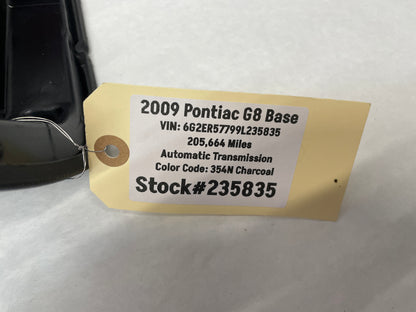 2009 Pontiac G8 Base
VIN: 6G2ER57799L235835
205,664 Miles
Automatic Transmission
Color Code: 354N Charcoal
Stock#235835